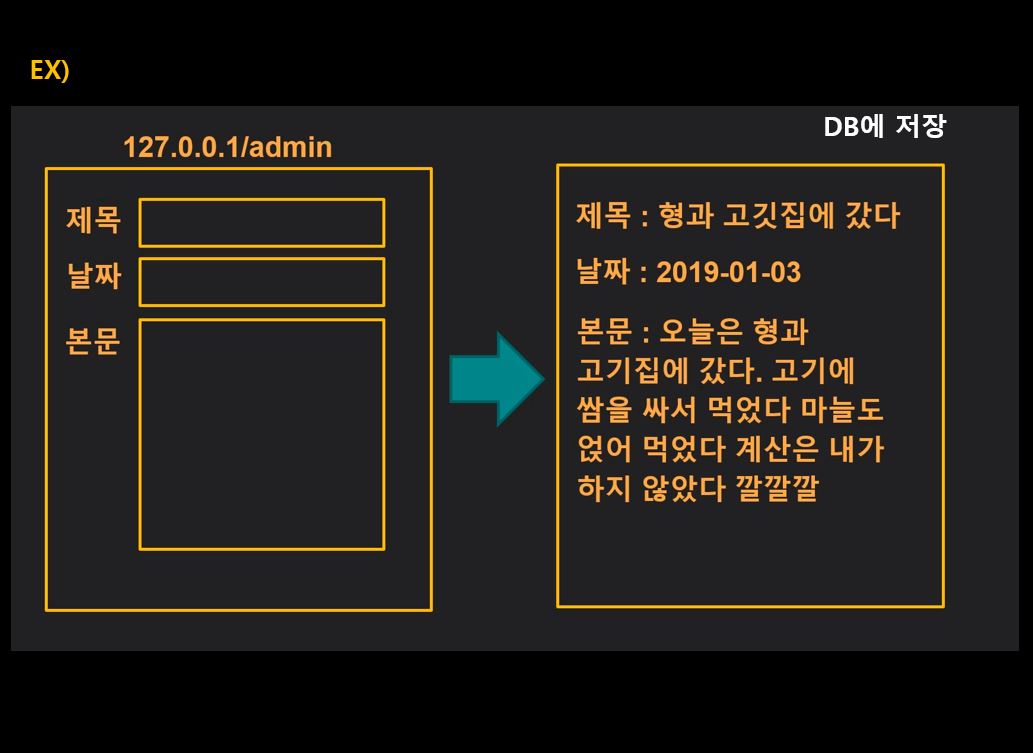 EX)
127.0.0.1/admin
제목
날짜
본문
DB에 저장
제목 : 형과 고깃집에 갔다
날짜 : 2019-01-03
본문 : 오늘은 형과
고기집에 갔다. 고기에
쌈을 싸서 먹었다 마늘도
얹어 먹었다 계산은 내가
하지 않았다 깔깔깔